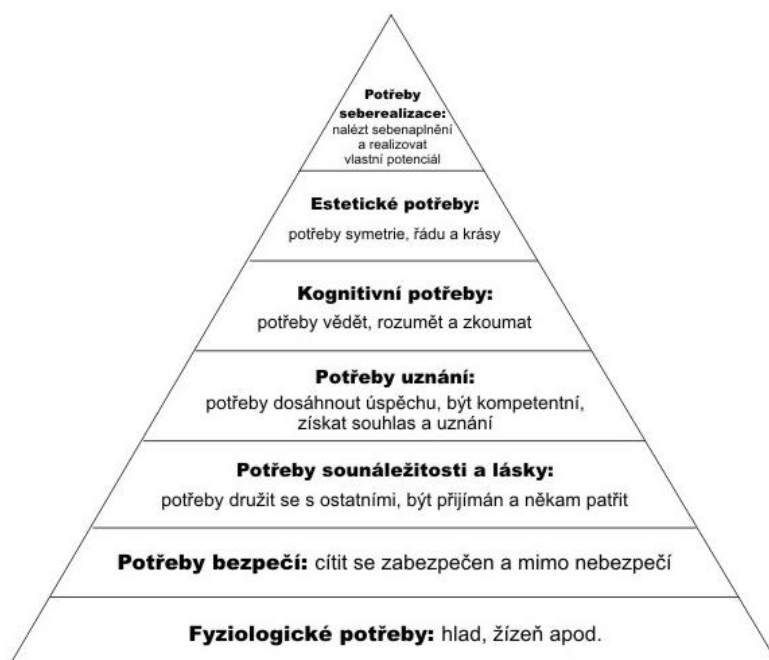 Potřeby
seberealizace:
nalézt sebenaplnění
a realizovat
vlastní potenciál
Estetické potřeby:
potřeby symetrie, řádu a krásy
Kognitivní potřeby:
potřeby vědět, rozumět a zkoumat
Potřeby uznání:
potřeby dosáhnout úspěchu, být kompetentní,
získat souhlas a uznání
Potřeby sounáležitosti a lásky:
potřeby družit se s ostatními, být přijímán a někam patřit
Potřeby bezpečí: cítit se zabezpečen a mimo nebezpečí
Fyziologické potřeby: hlad, žízeň apod.